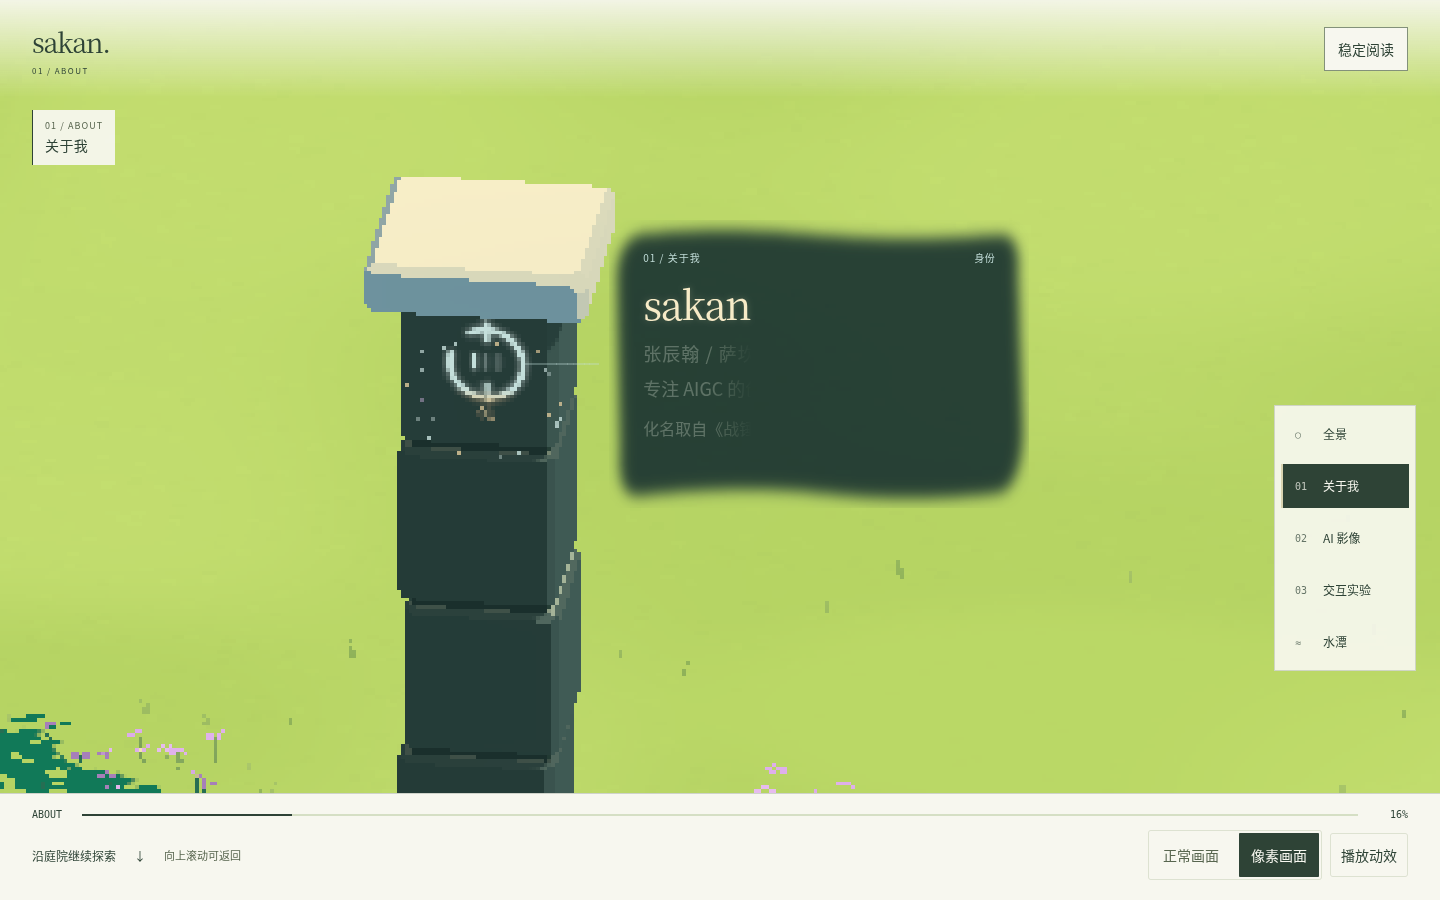 sakan.
01 / ABOUT
稳定阅读
01 / ABOUT
关于我
01 / 关于我
身份
sakan
张辰翰 / 萨
专注 AIGC 的
化名取自《战
全景
01 关于我
02 AI 影像
03 交互实验
≈ 水潭
ABOUT
16%
沿庭院继续探索 ↓ 向上滚动可返回
正常画面
像素画面
播放动效